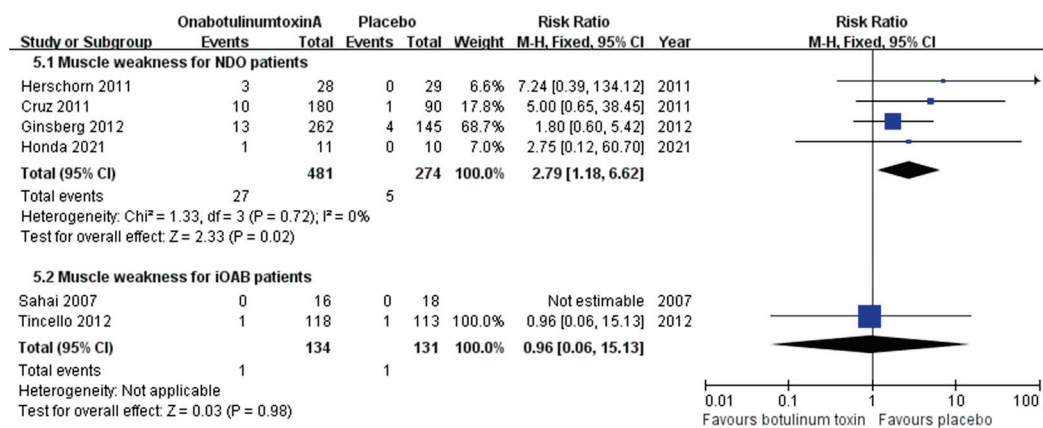 OnabotulinumtoxinA Placebo Risk Ratio Risk Ratio
Study or Subgroup Events Total Events Total Weight M-H, Fixed, 95% CI Year M-H, Fixed, 95% CI
5.1 Muscle weakness for NDO patients
Herschorn 2011 3 28 0 29 6.6% 7.24 [0.39, 134.12] 2011
Cruz 2011 10 180 1 90 17.8% 5.00 [0.65, 38.45] 2011
Ginsberg 2012 13 262 4 145 68.7% 1.80 [0.60, 5.42] 2012
Honda 2021 1 11 0 10 7.0% 2.75 [0.12, 60.70] 2021
Total (95% CI) 481 274 100.0% 2.79 [1.18, 6.62]
Total events 27 5
Heterogeneity: Chi² = 1.33, df = 3 (P = 0.72); I² = 0%
Test for overall effect: Z = 2.33 (P = 0.02)
5.2 Muscle weakness for iOAB patients
Sahai 2007 0 16 0 18 Not estimable 2007
Tincello 2012 1 118 1 113 100.0% 0.96 [0.06, 15.13] 2012
Total (95% CI) 134 131 100.0% 0.96 [0.06, 15.13]
Total events 1 1
Heterogeneity: Not applicable
Test for overall effect: Z = 0.03 (P = 0.98)
0.01 0.1 1 10 100
Favours botulinum toxin Favours placebo